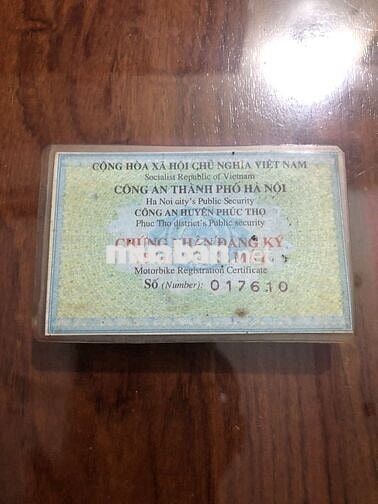 CỘNG HÒA XÃ HỘI CHỦ NGHĨA VIỆT NAM
Socialist Republic of Vietnam
CÔNG AN THÀNH PHỐ HÀ NỘI
Ha Noi city's Public Security
CÔNG AN HUYỆN PHÚC THỌ
Phuc Tho district's Public security
CHỨNG NHẬN ĐĂNG KÝ
muaban
Motorbike Registration Certificate
Số (Number): 017610